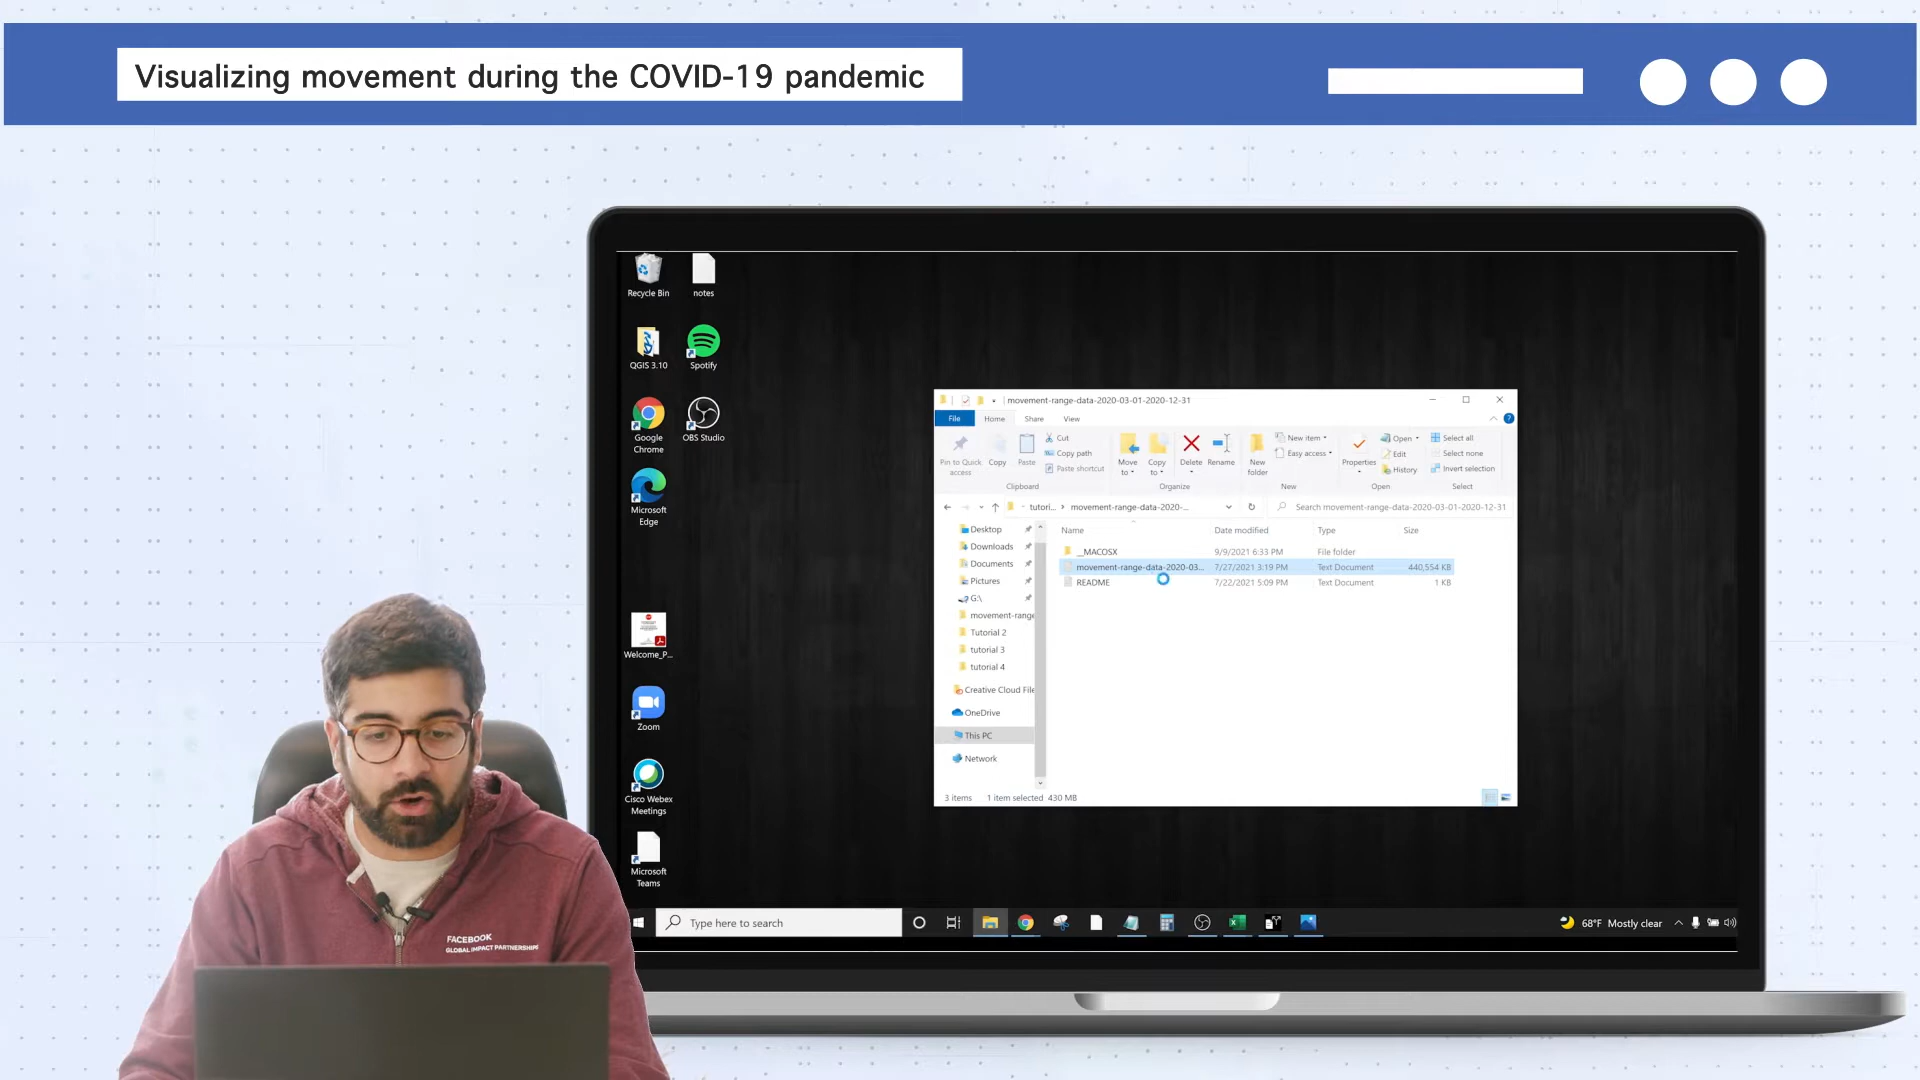 Visualizing movement during the COVID-19 pandemic
Recycle Bin
notes
QGIS 3.10
Spotify
Google Chrome
OBS Studio
Microsoft Edge
Welcome_P...
Zoom
Cisco Webex Meetings
Microsoft Teams
movement-range-data-2020-03-01-2020-12-31
File Home Share View
Pin to Quick access
Copy
Paste
Cut
Copy path
Paste shortcut
Clipboard
Move to
Copy to
Delete
Rename
Organize
New folder
New item
Easy access
New
Properties
Open
Edit
History
Open
Select all
Select none
Invert selection
Select
tutori... > movement-range-data-2020-...
Search movement-range-data-2020-03-01-2020-12-31
Desktop
Downloads
Documents
Pictures
G:\
movement-range
Tutorial 2
tutorial 3
tutorial 4
Creative Cloud File
OneDrive
This PC
Network
Name Date modified Type Size
__MACOSX 9/9/2021 6:33 PM File folder
movement-range-data-2020-03... 7/27/2021 3:19 PM Text Document 440,554 KB
README 7/22/2021 5:09 PM Text Document 1 KB
3 items 1 item selected 430 MB
Type here to search
68°F Mostly clear
FACEBOOK
GLOBAL IMPACT PARTNERSHIPS